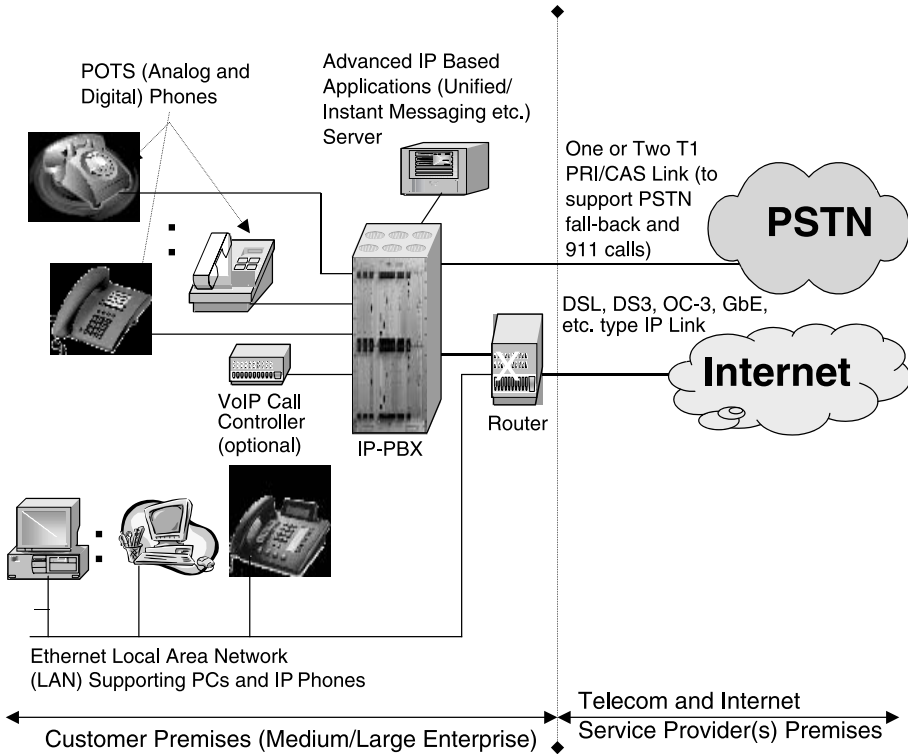 POTS (Analog and
Digital) Phones
Advanced IP Based
Applications (Unified/
Instant Messaging etc.)
Server
One or Two T1
PRI/CAS Link (to
support PSTN
fall-back and
911 calls)
PSTN
DSL, DS3, OC-3, GbE,
etc. type IP Link
Internet
VoIP Call
Controller
(optional)
IP-PBX
Router
Ethernet Local Area Network
(LAN) Supporting PCs and IP Phones
Customer Premises (Medium/Large Enterprise)
Telecom and Internet
Service Provider(s) Premises